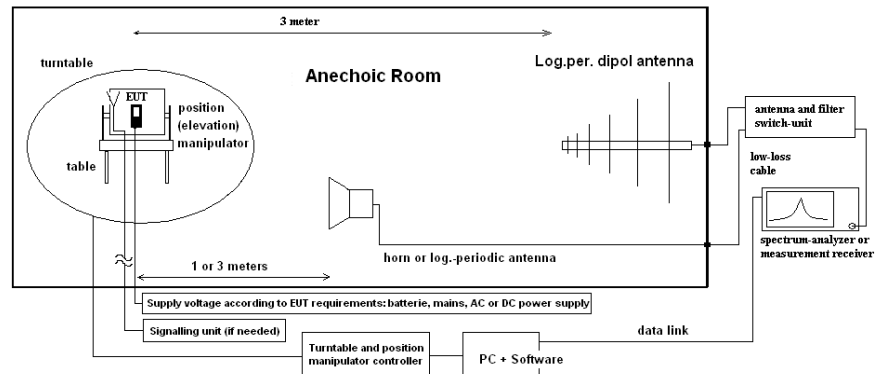 3 meter
turntable
Anechoic Room
Log.per. dipol antenna
EUT
position
(elevation)
manipulator
table
antenna and filter
switch-unit
low-loss
cable
spectrum-analyzer or
measurement receiver
horn or log.-periodic antenna
1 or 3 meters
Supply voltage according to EUT requirements: batterie, mains, AC or DC power supply
Signalling unit (if needed)
data link
Turntable and position
manipulator controller
PC + Software